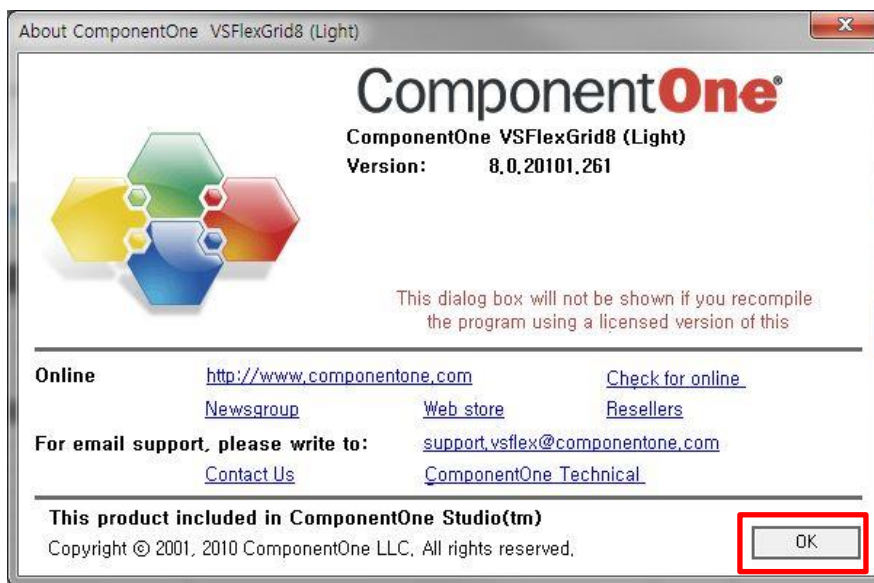 About ComponentOne VSFlexGrid8 (Light)
ComponentOne®
ComponentOne VSFlexGrid8 (Light)
Version: 8.0.20101.261
This dialog box will not be shown if you recompile
the program using a licensed version of this
Online http://www.componentone.com Check for online
Newsgroup Web store Resellers
For email support, please write to: support.vsflex@componentone.com
Contact Us ComponentOne Technical
This product included in ComponentOne Studio(tm)
Copyright © 2001, 2010 ComponentOne LLC, All rights reserved.
OK